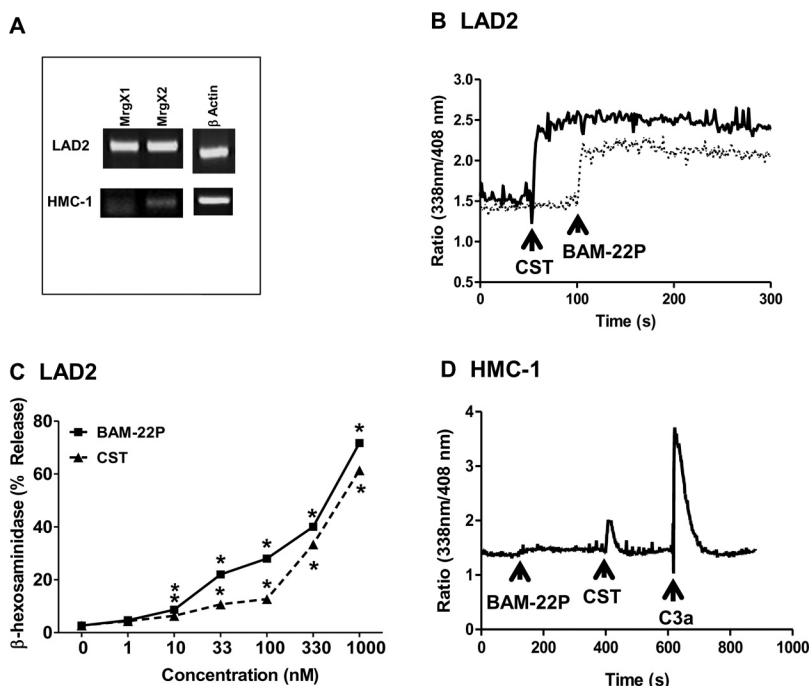 A
MrgX1
MrgX2
β Actin
LAD2
HMC-1
B LAD2
Ratio (338nm/408 nm)
3.0
2.5
2.0
1.5
1.0
0.5
CST
BAM-22P
0
100
200
300
Time (s)
C LAD2
β-hexosaminidase (% Release)
80
60
40
20
0
BAM-22P
CST
*
*
*
*
*
*
*
*
*
*
0
1
10
33
100
330
1000
Concentration (nM)
D HMC-1
Ratio (338nm/408 nm)
4
3
2
1
0
BAM-22P
CST
C3a
0
200
400
600
800
1000
Time (s)